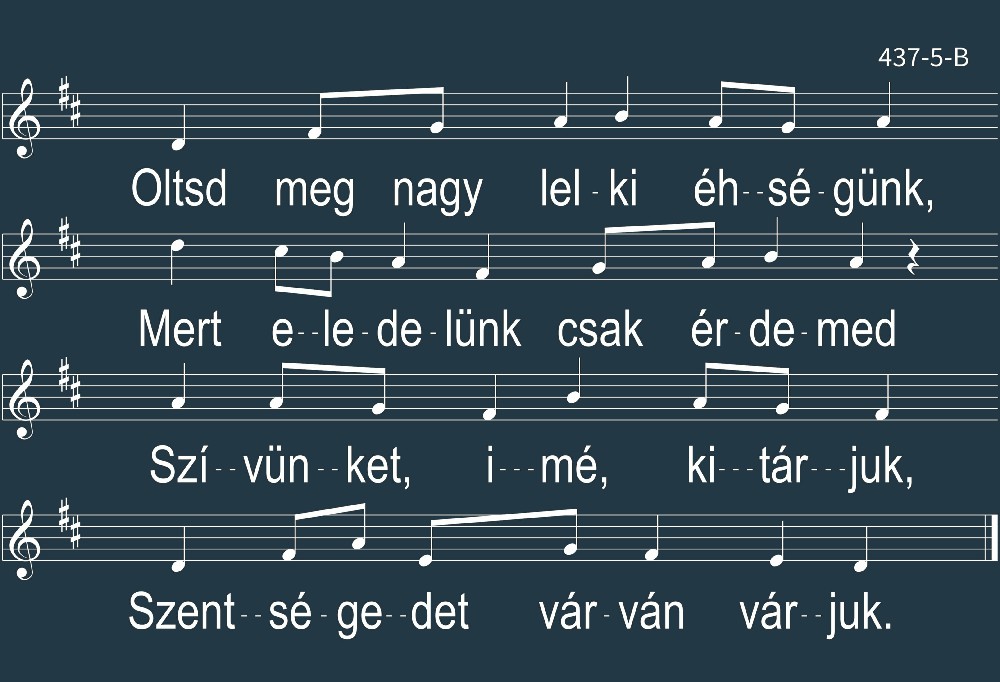 437-5-B
Oltsd meg nagy lel - ki éh--sé - günk,
Mert e--le - de - lünk csak ér - de - med
Szí--vün--ket, i---mé, ki---tár---juk,
Szent--sé - ge--det vár - ván vár--juk.